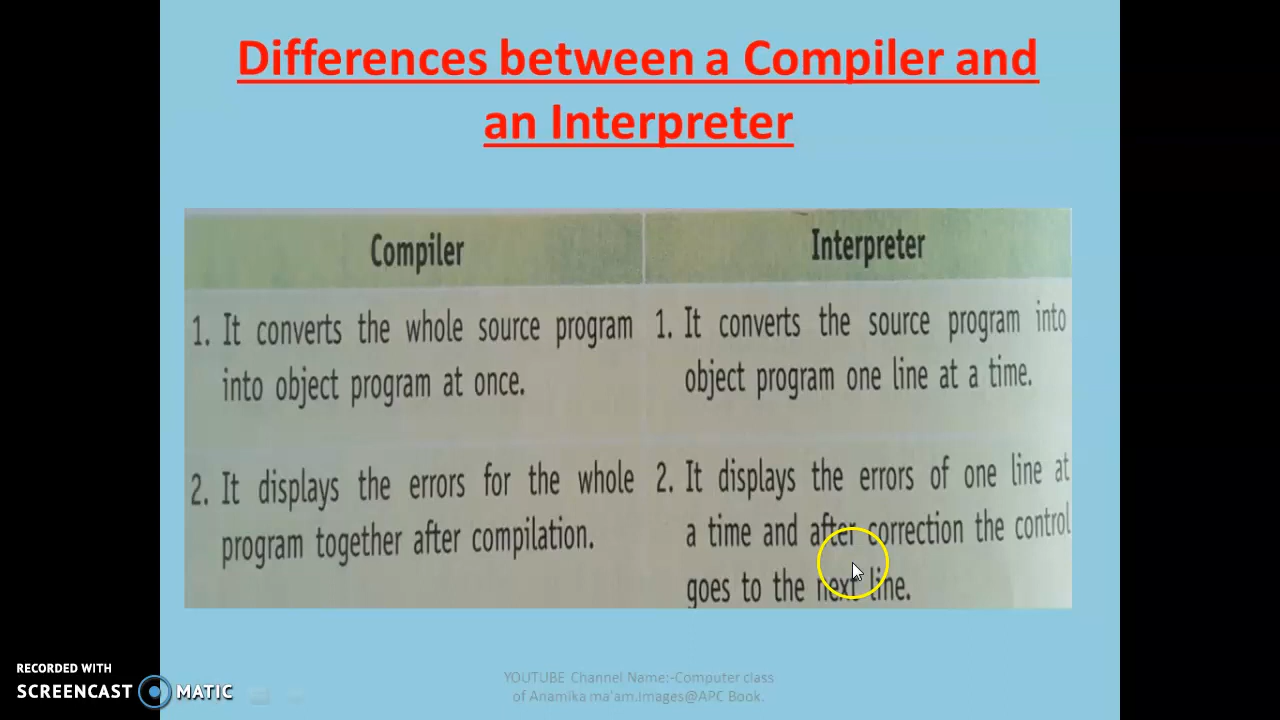 Differences between a Compiler and
an Interpreter
Compiler
1. It converts the whole source program
into object program at once.
2. It displays the errors for the whole
program together after compilation.
Interpreter
1. It converts the source program into
object program one line at a time.
2. It displays the errors of one line at
a time and after correction the control
goes to the next line.
YOUTUBE Channel Name:-Computer class
of Anamika ma'am.Images@APC Book.
RECORDED WITH
SCREENCAST MATIC